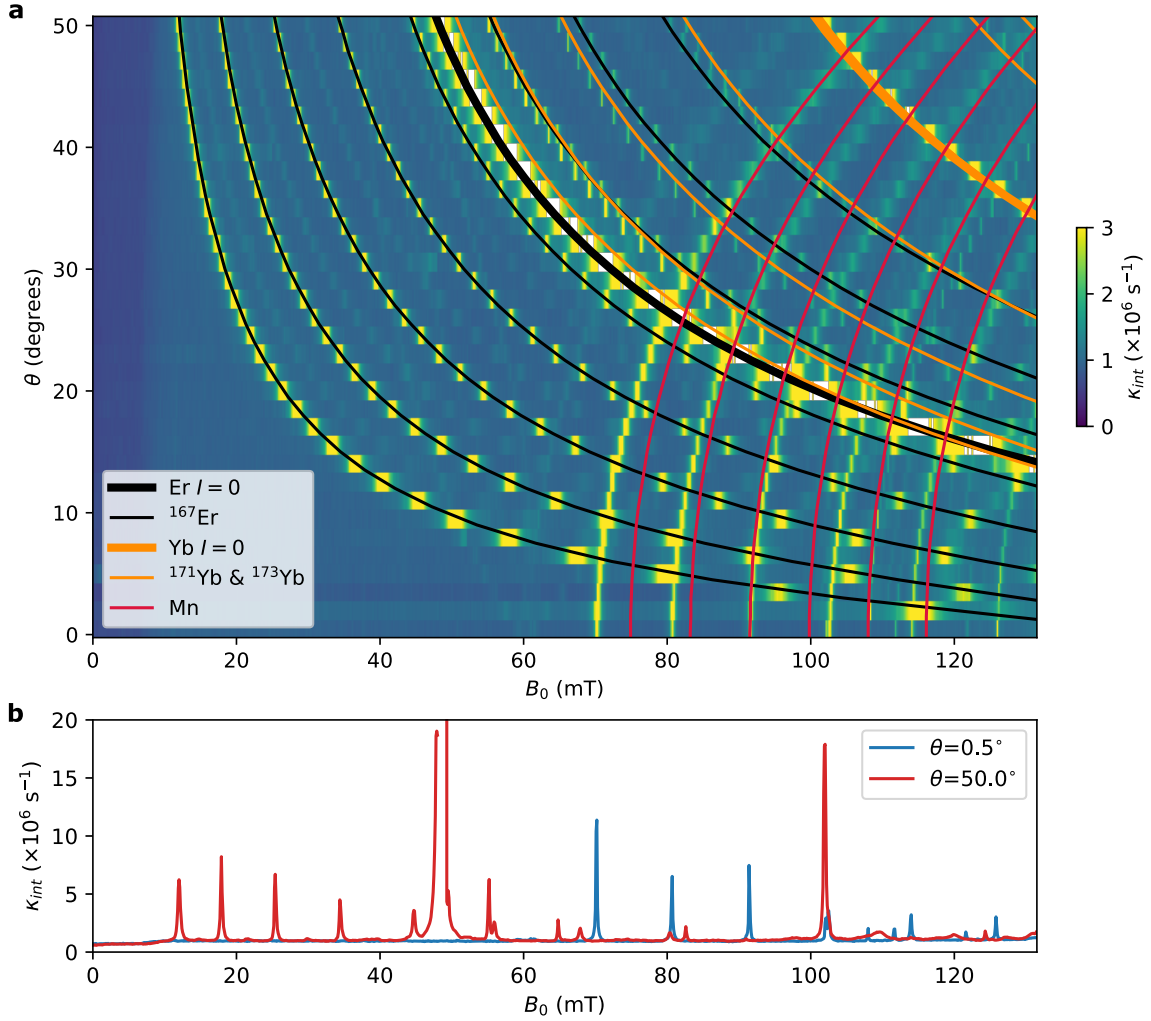 a
50
40
30
20
10
0
θ (degrees)
Er I = 0
¹⁶⁷Er
Yb I = 0
¹⁷¹Yb & ¹⁷³Yb
Mn
0 20 40 60 80 100 120
B₀ (mT)
3
2
1
0
κᵢₙₜ (×10⁶ s⁻¹)
b
20
15
10
5
0
κᵢₙₜ (×10⁶ s⁻¹)
θ=0.5°
θ=50.0°
0 20 40 60 80 100 120
B₀ (mT)